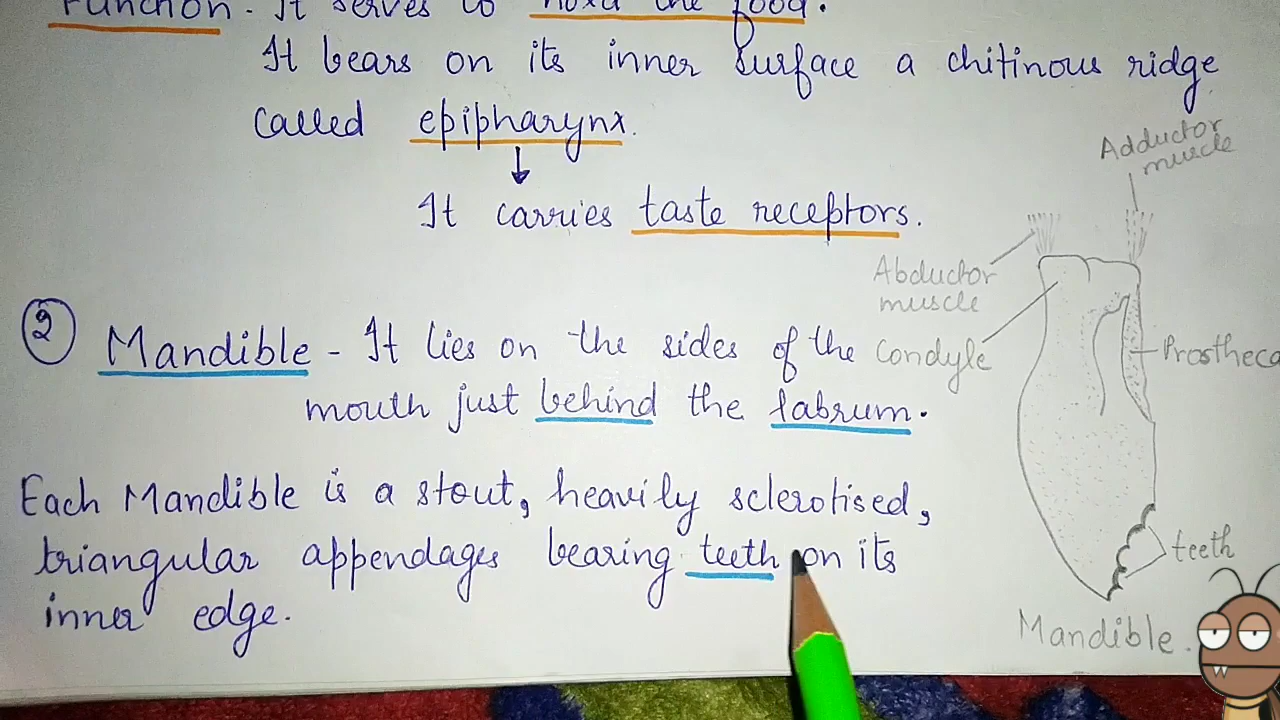 Function - It serves to hold the food.
It bears on its inner surface a chitinous ridge
called epipharynx.
It carries taste receptors.
② Mandible - It lies on the sides of the
mouth just behind the labrum.
Each Mandible is a stout, heavily sclerotised,
triangular appendages bearing teeth on its
inner edge.
Adductor
muscle
Abductor
muscle
Condyle
Prostheca
teeth
Mandible.